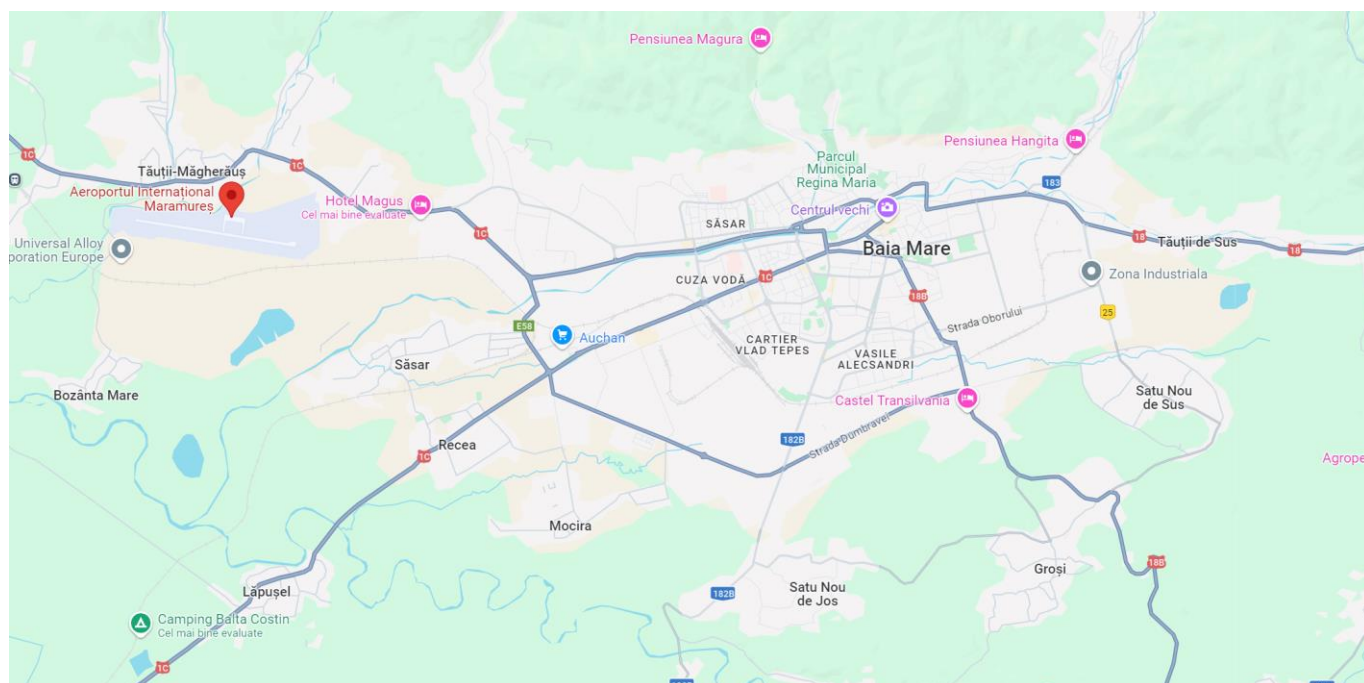 Pensiunea Magura
Pensiunea Hangita
1C
Tăuții-Măgherăuș
1C
Parcul
Municipal
Regina Maria
Aeroportul Internațional
Maramureș
183
Hotel Magus
Cel mai bine evaluate
Centrul vechi
SĂSAR
1C
18
Universal Alloy
poration Europe
Baia Mare
Tăuții de Sus
18
CUZA VODĂ
1C
Zona Industriala
18B
25
E58
Strada Oborului
Auchan
CARTIER
VLAD TEPES
VASILE
ALECSANDRI
Săsar
Bozânta Mare
Satu Nou
de Sus
Castel Transilvania
182B
Strada Dumbravei
Recea
1C
Agrope
Mocira
18B
Groși
Lăpușel
Satu Nou
de Jos
182B
Camping Balta Costin
Cel mai bine evaluate
1C